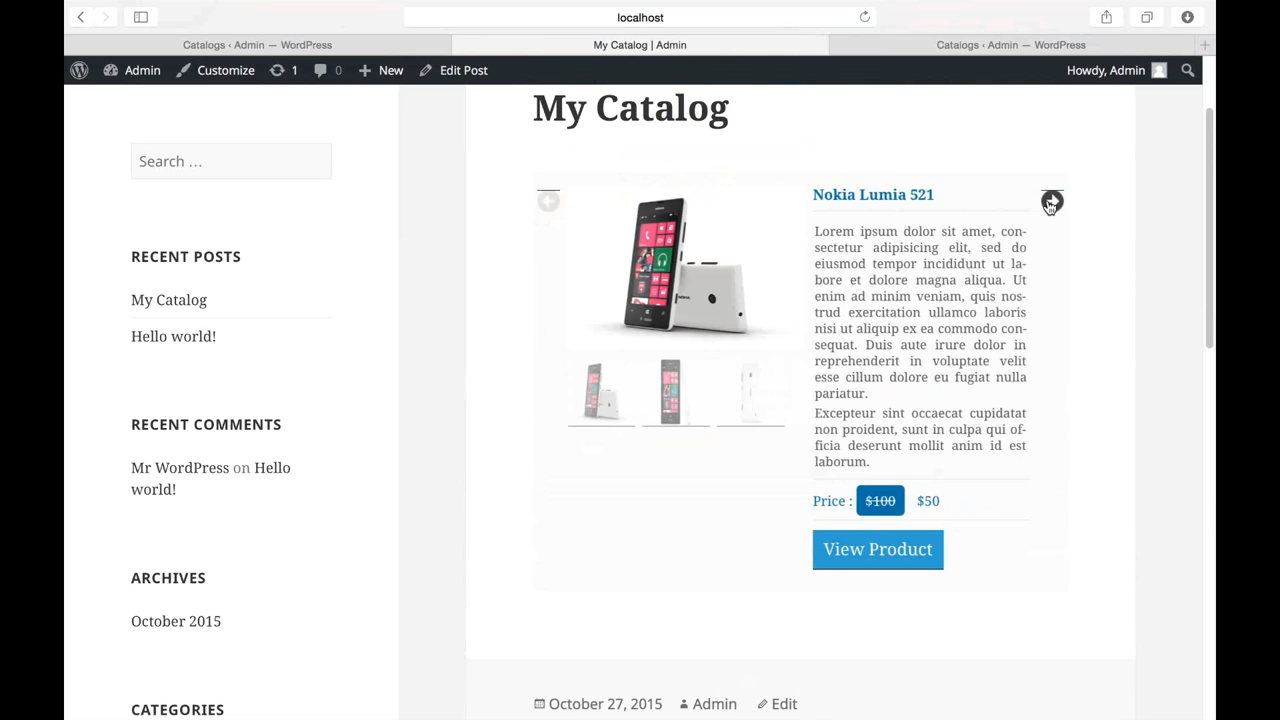 localhost
Catalogs ‹ Admin — WordPress
My Catalog | Admin
Catalogs ‹ Admin — WordPress
Admin
Customize
1
0
New
Edit Post
Howdy, Admin
My Catalog
Search …
RECENT POSTS
My Catalog
Hello world!
RECENT COMMENTS
Mr WordPress on Hello
world!
ARCHIVES
October 2015
CATEGORIES
Nokia Lumia 521
Lorem ipsum dolor sit amet, con-
sectetur adipisicing elit, sed do
eiusmod tempor incididunt ut la-
bore et dolore magna aliqua. Ut
enim ad minim veniam, quis nos-
trud exercitation ullamco laboris
nisi ut aliquip ex ea commodo con-
sequat. Duis aute irure dolor in
reprehenderit in voluptate velit
esse cillum dolore eu fugiat nulla
pariatur.
Excepteur sint occaecat cupidatat
non proident, sunt in culpa qui of-
ficia deserunt mollit anim id est
laborum.
Price : $100 $50
View Product
October 27, 2015
Admin
Edit